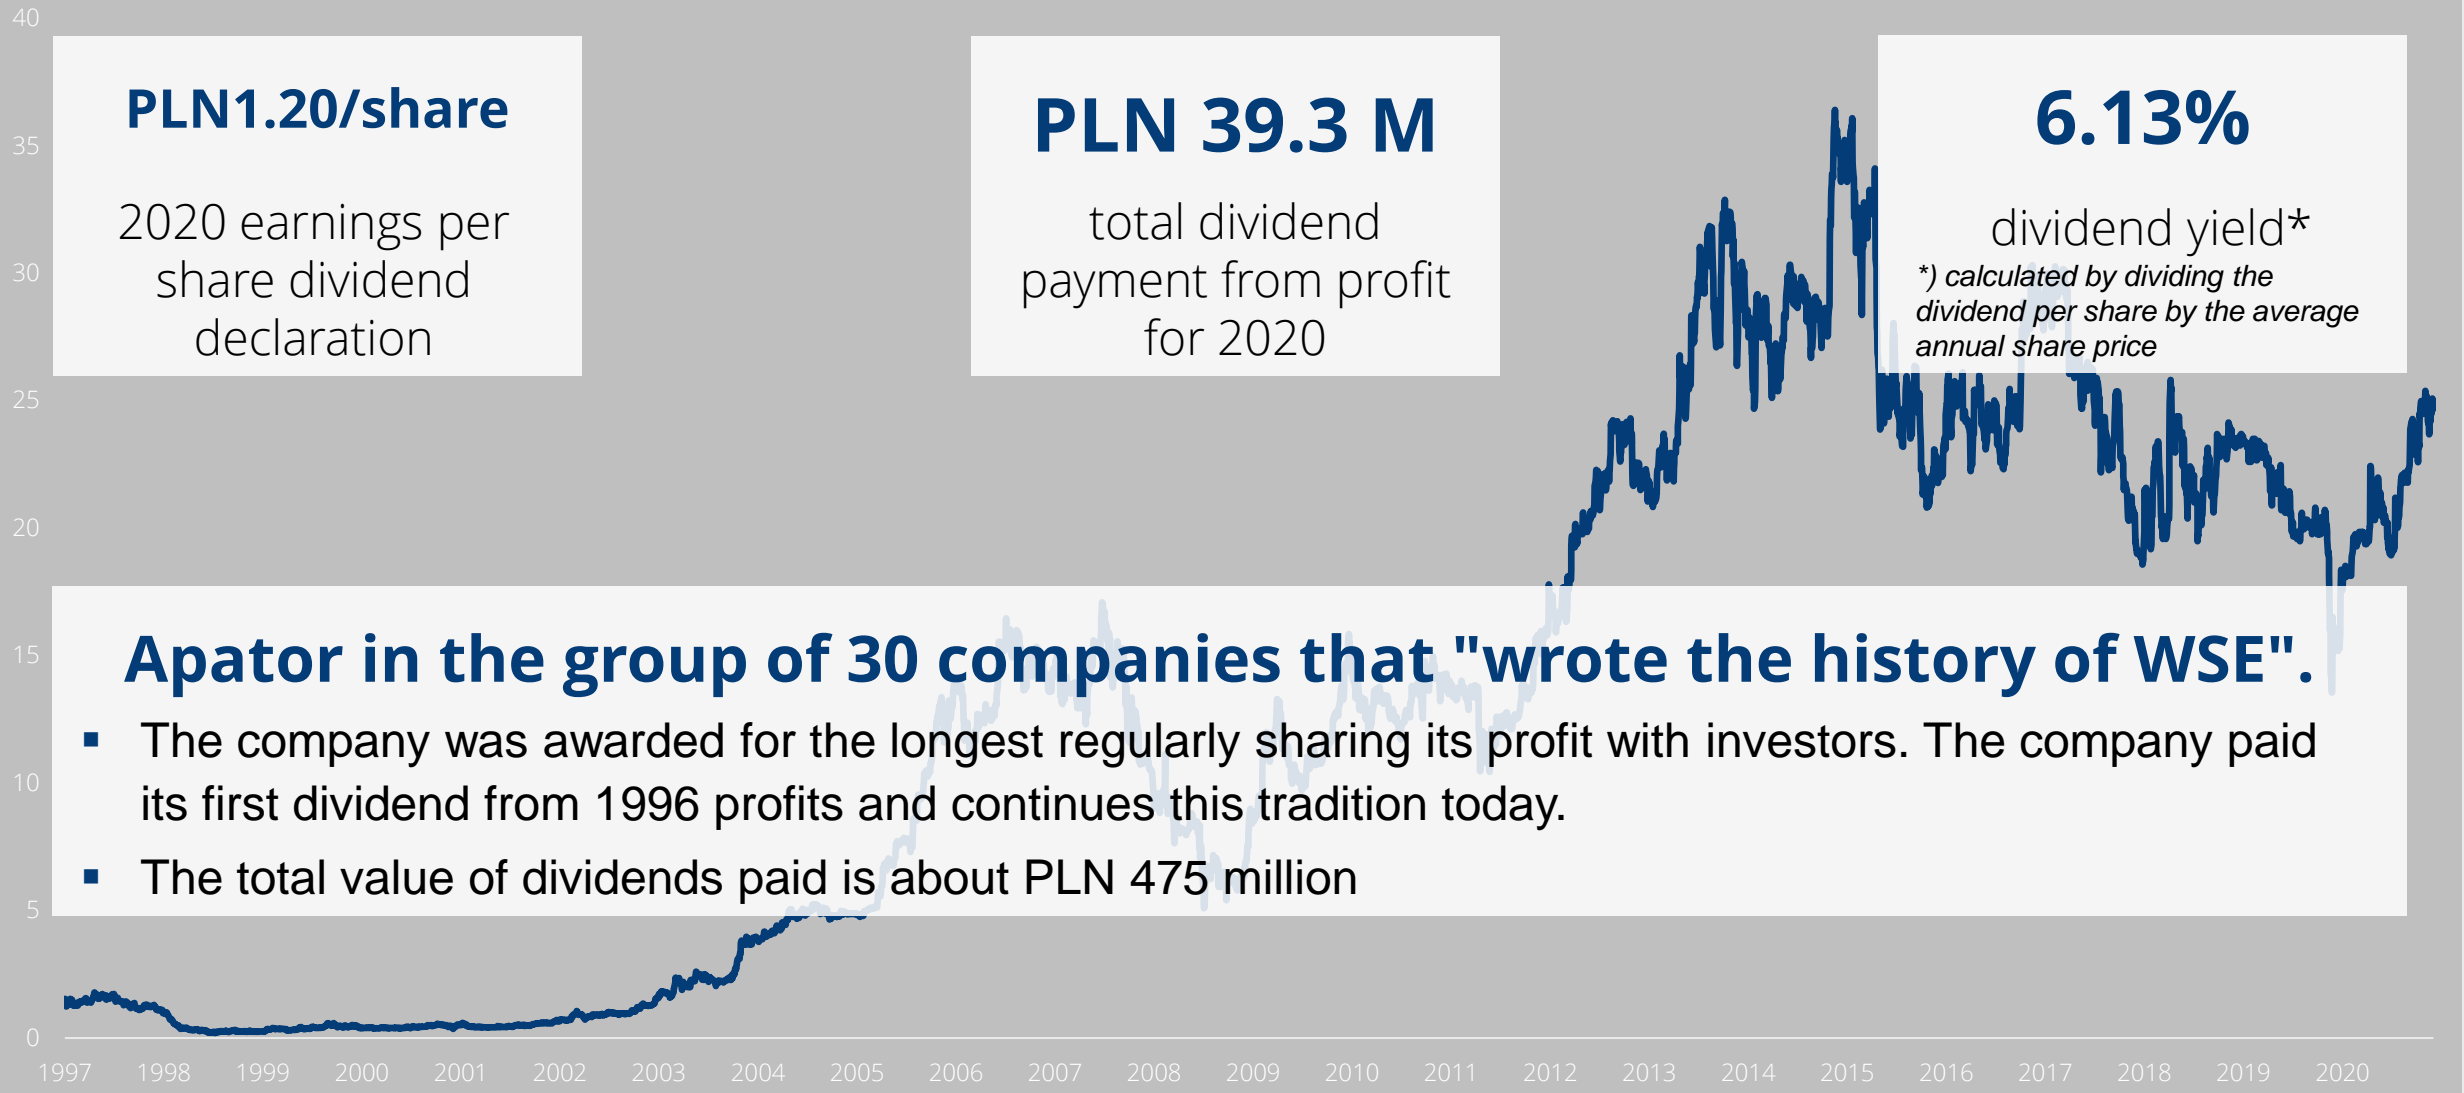 40
PLN1.20/share
2020 earnings per
share dividend
declaration
PLN 39.3 M
total dividend
payment from profit
for 2020
6.13%
dividend yield*
*) calculated by dividing the
dividend per share by the average
annual share price
35
30
25
20
Apator in the group of 30 companies that "wrote the history of WSE".
15
▪ The company was awarded for the longest regularly sharing its profit with investors. The company paid
10
its first dividend from 1996 profits and continues this tradition today.
▪ The total value of dividends paid is about PLN 475 million
5
0
1997 1998 1999 2000 2001 2002 2003 2004 2005 2006 2007 2008 2009 2010 2011 2012 2013 2014 2015 2016 2017 2018 2019 2020